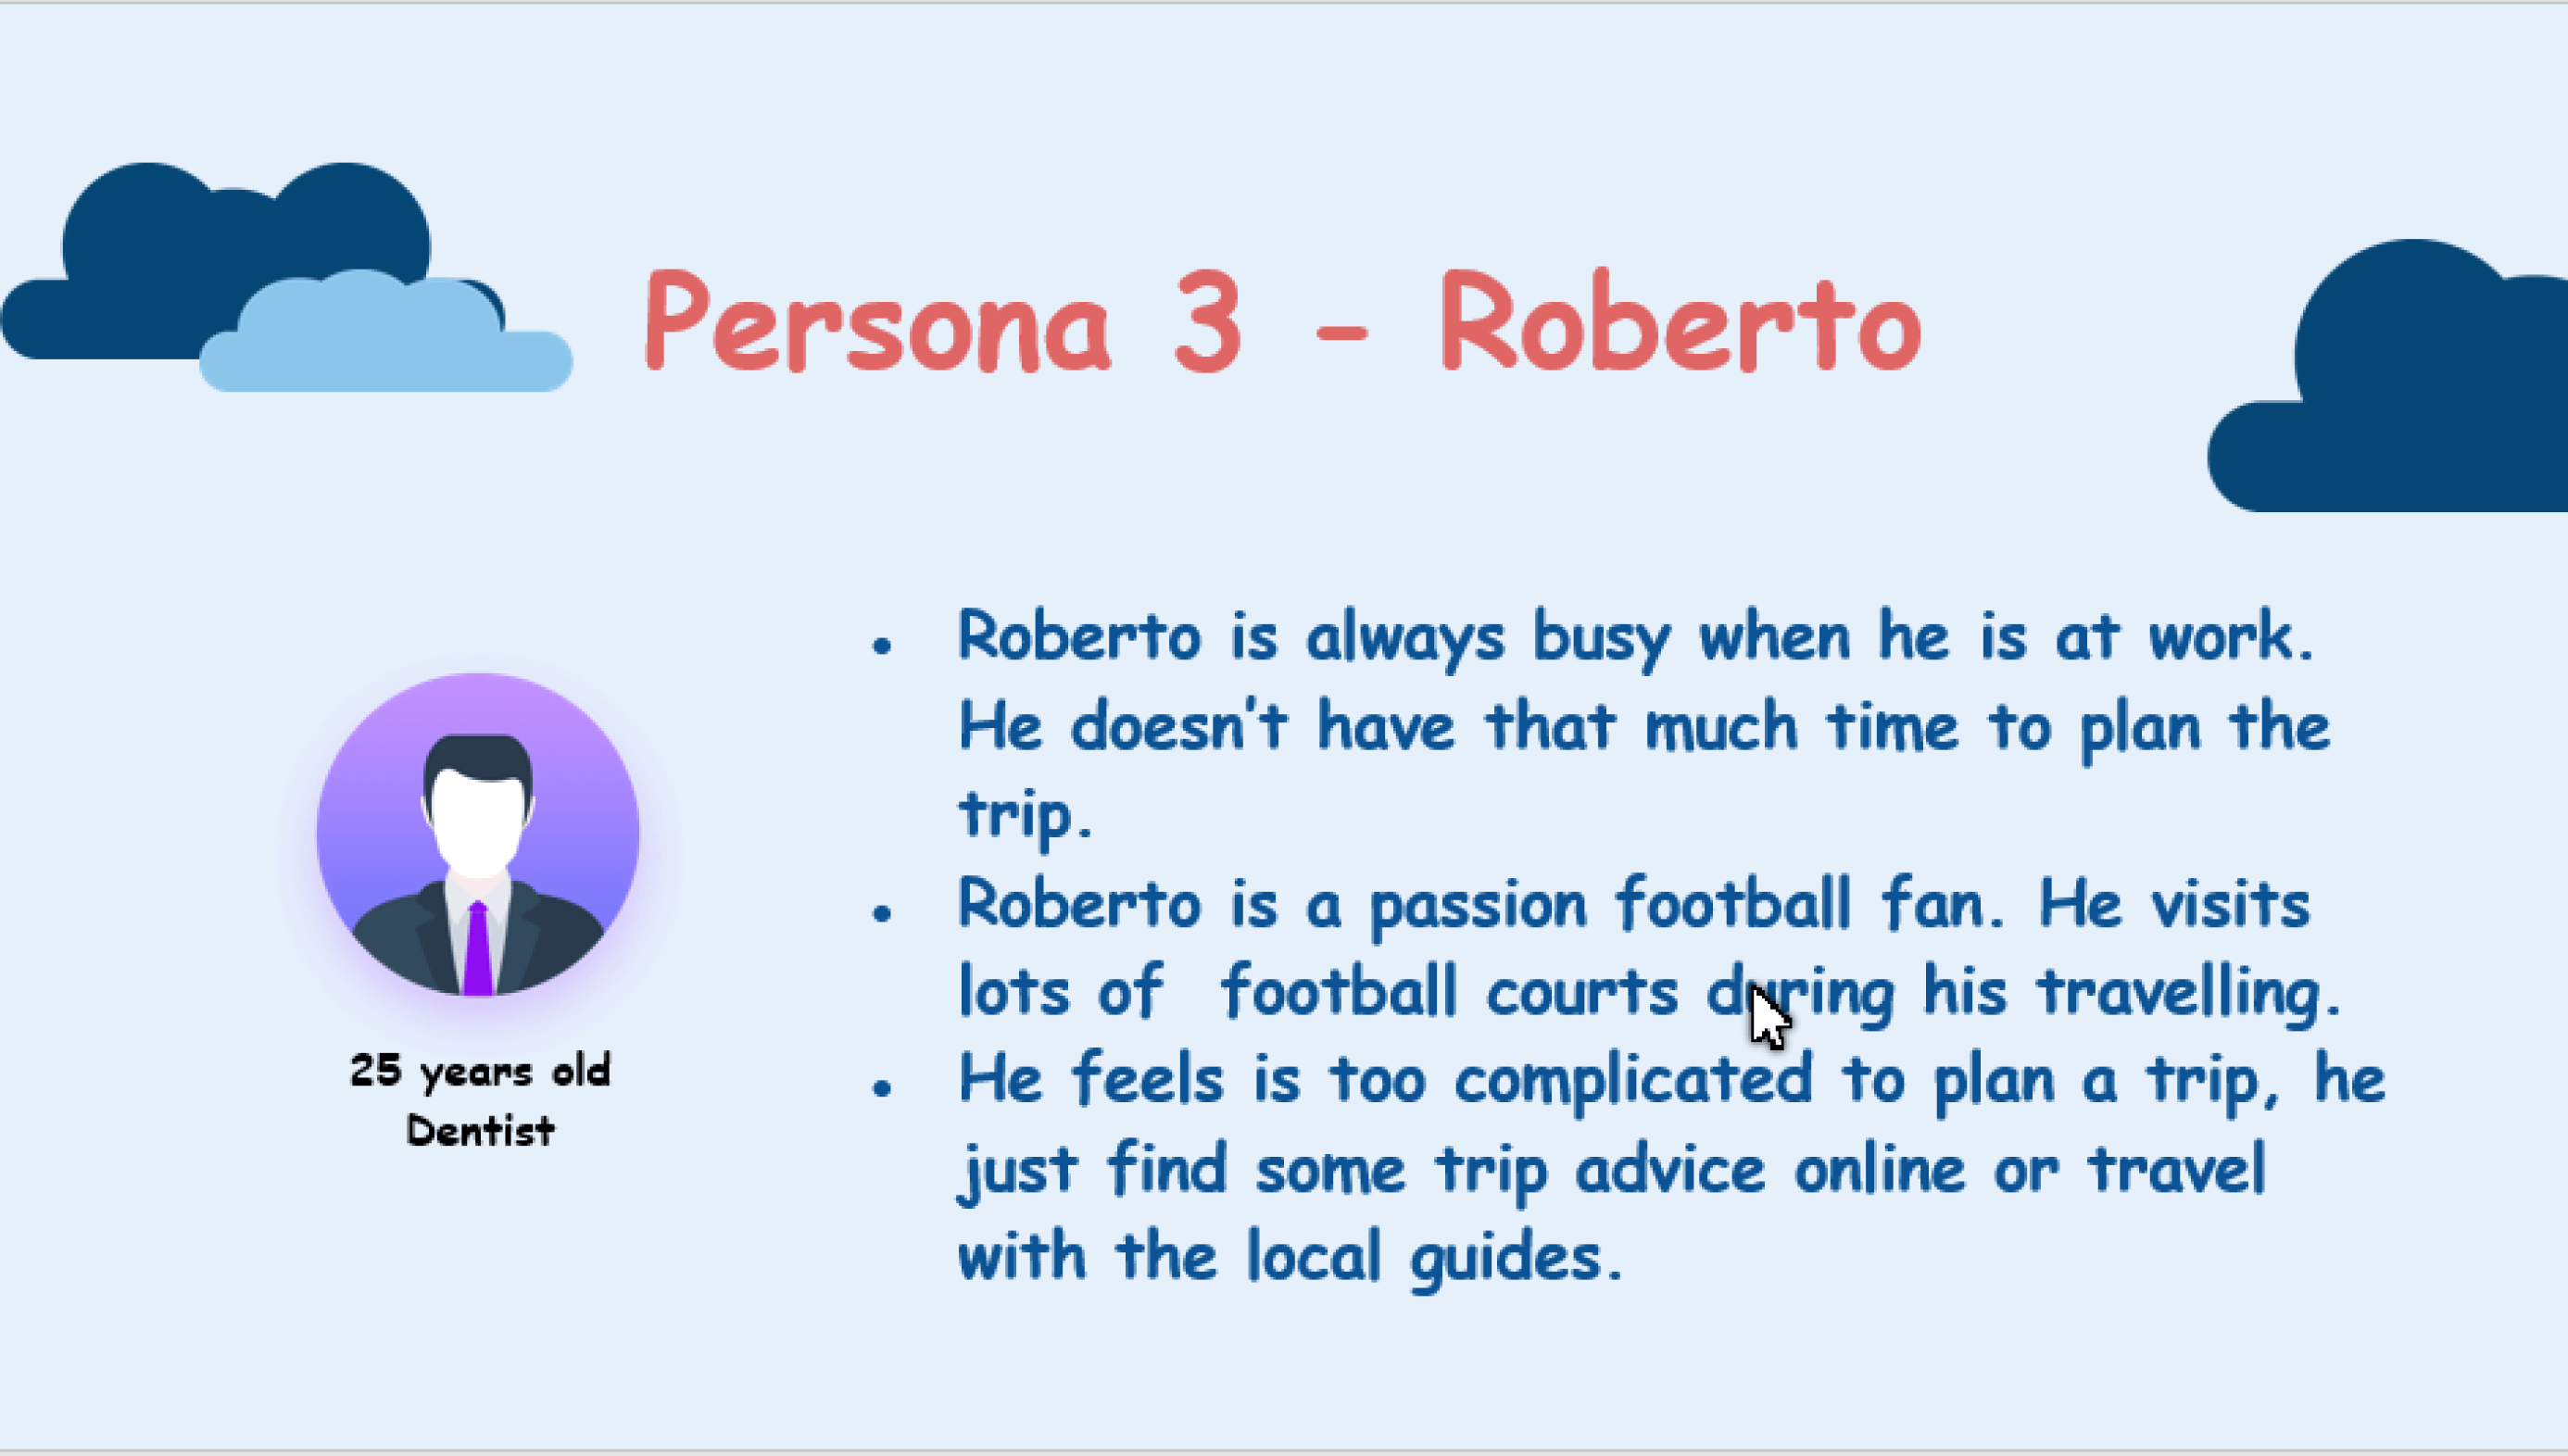 Persona 3 - Roberto
• Roberto is always busy when he is at work.
He doesn't have that much time to plan the
trip.
• Roberto is a passion football fan. He visits
lots of  football courts during his travelling.
• He feels is too complicated to plan a trip, he
just find some trip advice online or travel
with the local guides.
25 years old
Dentist